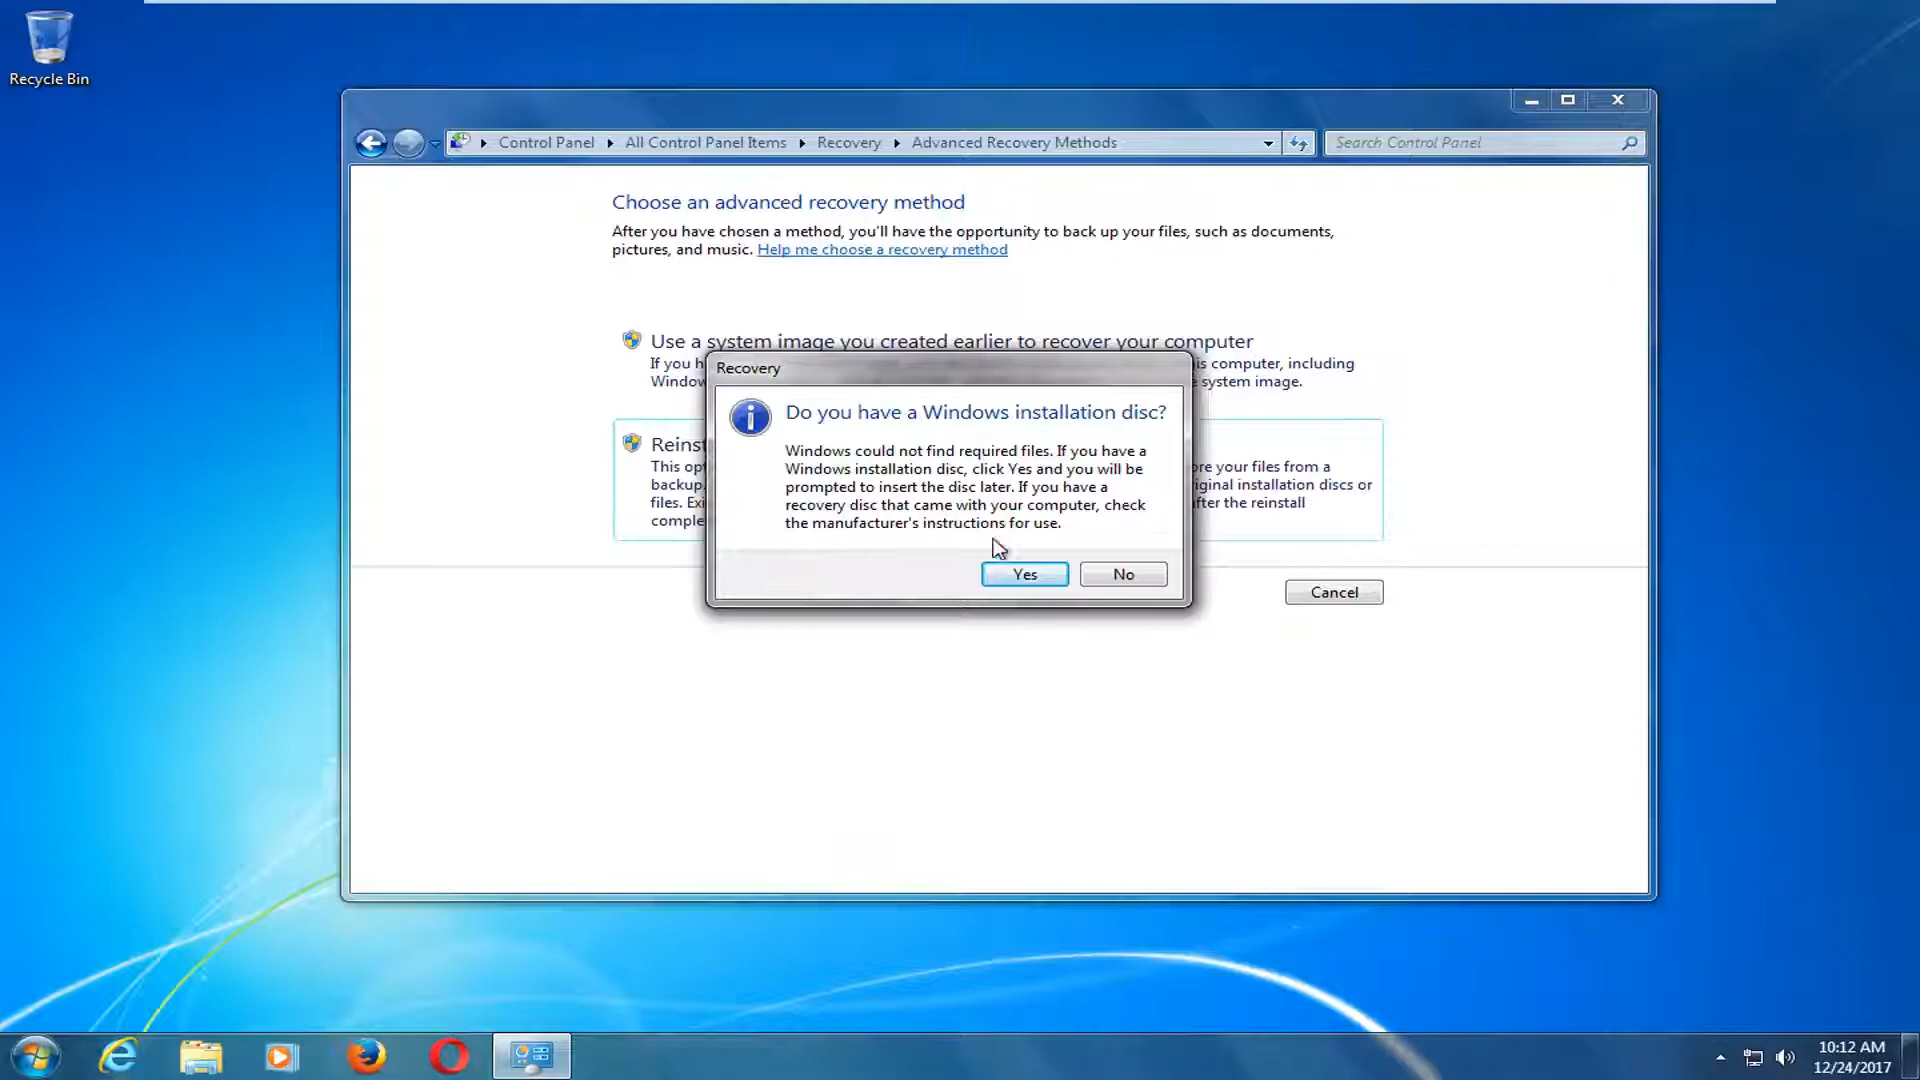 Recycle Bin
Control Panel
All Control Panel Items
Recovery
Advanced Recovery Methods
Search Control Panel
Choose an advanced recovery method
After you have chosen a method, you'll have the opportunity to back up your files, such as documents,
pictures, and music. Help me choose a recovery method
Use a system image you created earlier to recover your computer
If you h
is computer, including
Window
e system image.
Reins
This op
ore your files from a
backup.
iginal installation discs or
files. Exi
after the reinstall
comple
Recovery
Do you have a Windows installation disc?
Windows could not find required files. If you have a
Windows installation disc, click Yes and you will be
prompted to insert the disc later. If you have a
recovery disc that came with your computer, check
the manufacturer's instructions for use.
Yes
No
Cancel
10:12 AM
12/24/2017